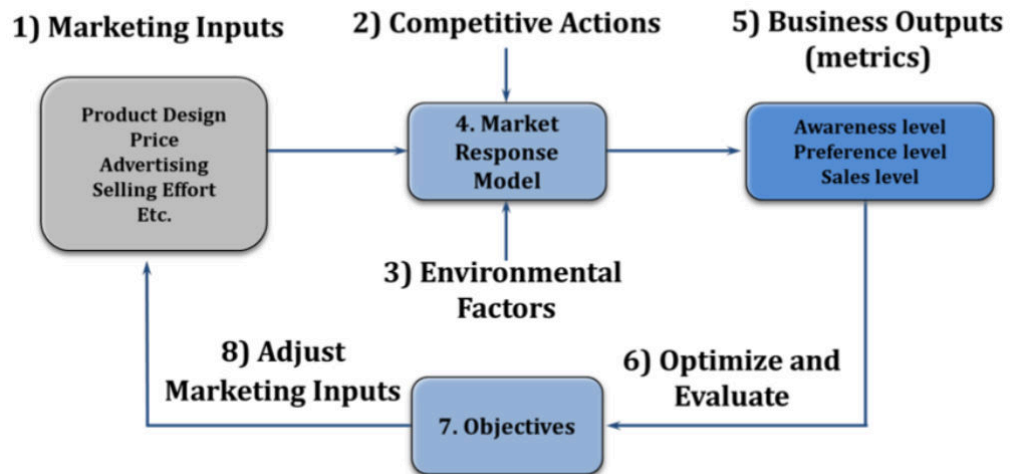 1) Marketing Inputs
2) Competitive Actions
5) Business Outputs
(metrics)
Product Design
Price
Advertising
Selling Effort
Etc.
4. Market
Response
Model
Awareness level
Preference level
Sales level
3) Environmental
Factors
8) Adjust
Marketing Inputs
6) Optimize and
Evaluate
7. Objectives